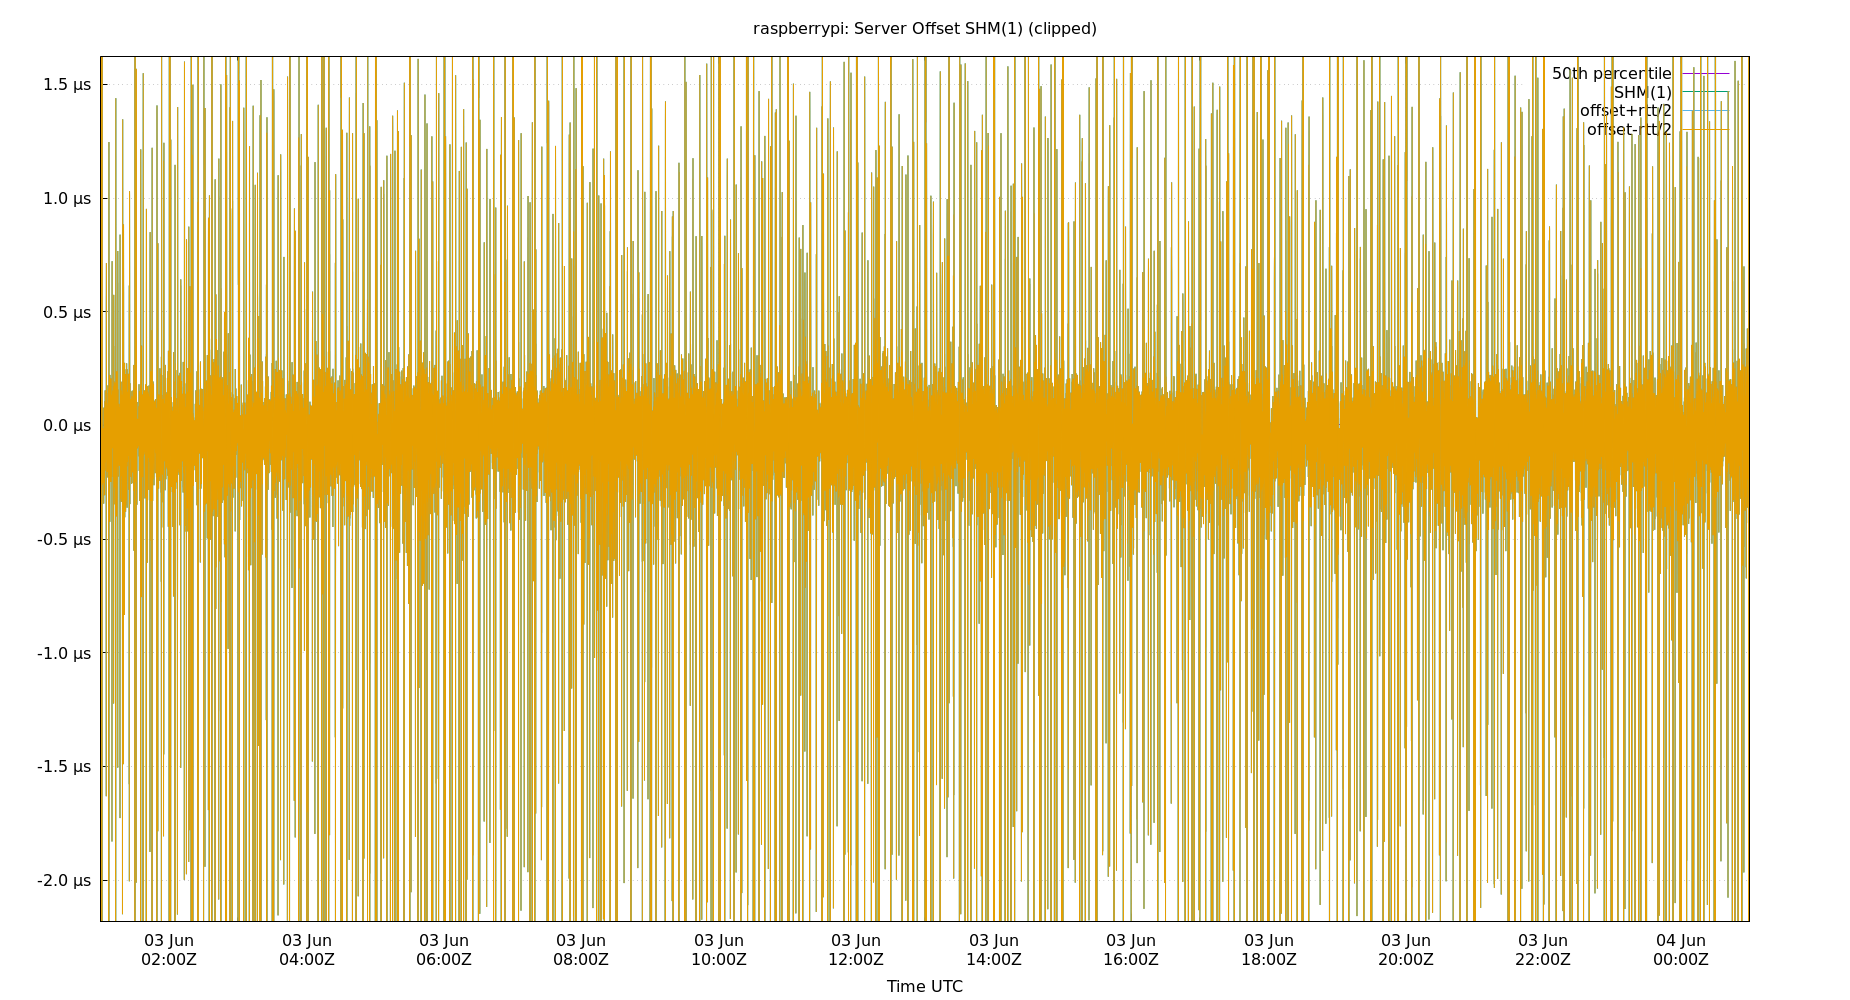 raspberrypi: Server Offset SHM(1) (clipped)
50th percentile
SHM(1)
offset+rtt/2
offset-rtt/2
1.5 µs
1.0 µs
0.5 µs
0.0 µs
-0.5 µs
-1.0 µs
-1.5 µs
-2.0 µs
03 Jun 03 Jun 03 Jun 03 Jun 03 Jun 03 Jun 03 Jun 03 Jun 03 Jun 03 Jun 03 Jun 04 Jun
02:00Z 04:00Z 06:00Z 08:00Z 10:00Z 12:00Z 14:00Z 16:00Z 18:00Z 20:00Z 22:00Z 00:00Z
Time UTC